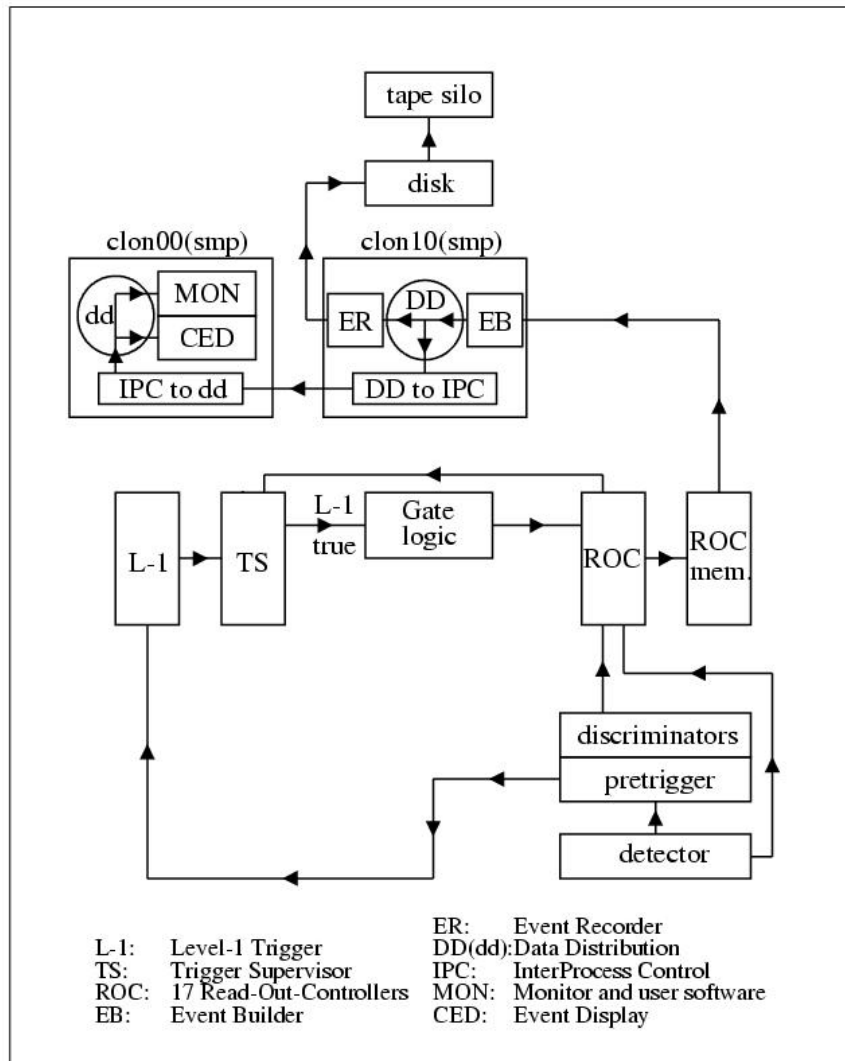 tape silo
disk
clon00(smp)
clon10(smp)
dd
MON
CED
IPC to dd
ER
DD
EB
DD to IPC
L-1
TS
L-1
true
Gate
logic
ROC
ROC
mem.
discriminators
pretrigger
detector
L-1: Level-1 Trigger
TS: Trigger Supervisor
ROC: 17 Read-Out-Controllers
EB: Event Builder
ER: Event Recorder
DD(dd):Data Distribution
IPC: InterProcess Control
MON: Monitor and user software
CED: Event Display